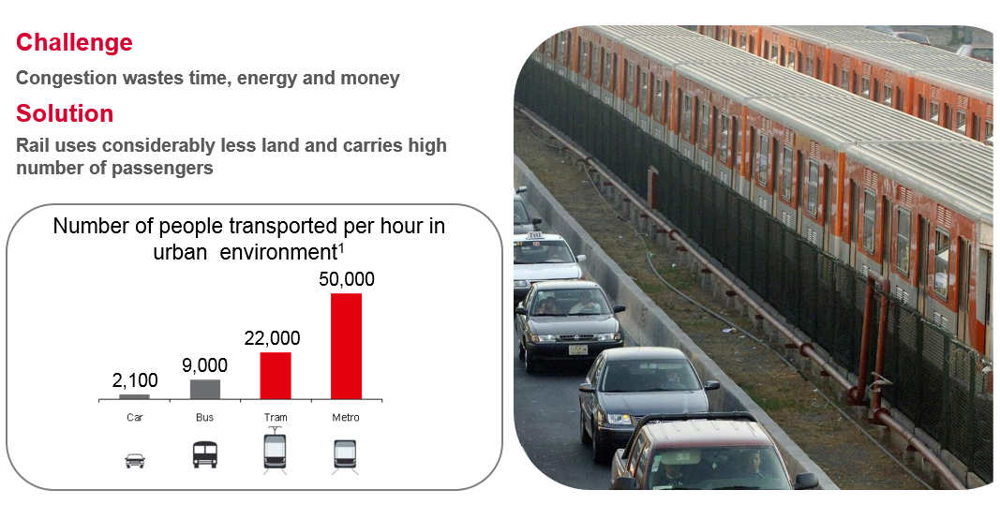 Challenge
Congestion wastes time, energy and money
Solution
Rail uses considerably less land and carries high
number of passengers
Number of people transported per hour in
urban environment¹
50,000
22,000
9,000
2,100
Car Bus Tram Metro